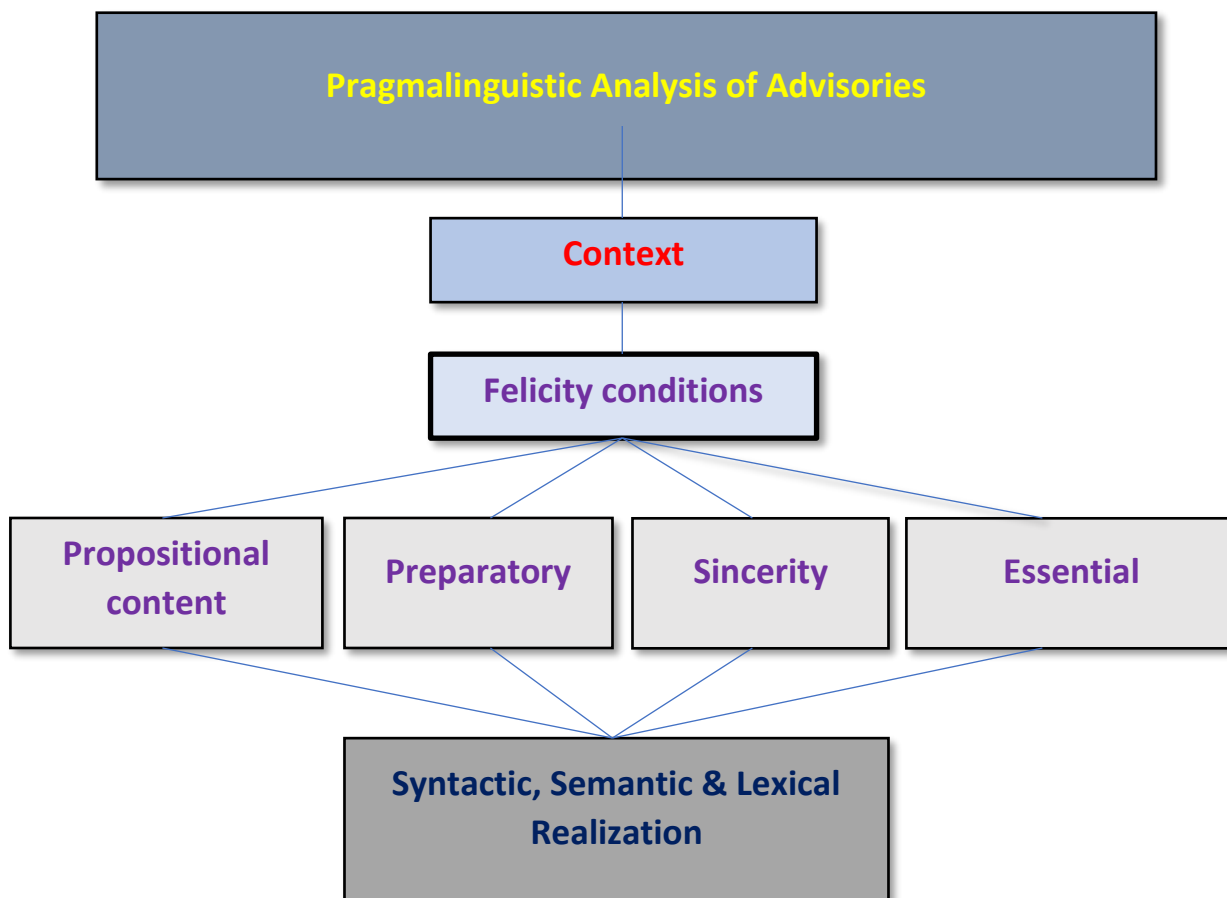 Pragmalinguistic Analysis of Advisories
Context
Felicity conditions
Propositional
content
Preparatory
Sincerity
Essential
Syntactic, Semantic & Lexical
Realization